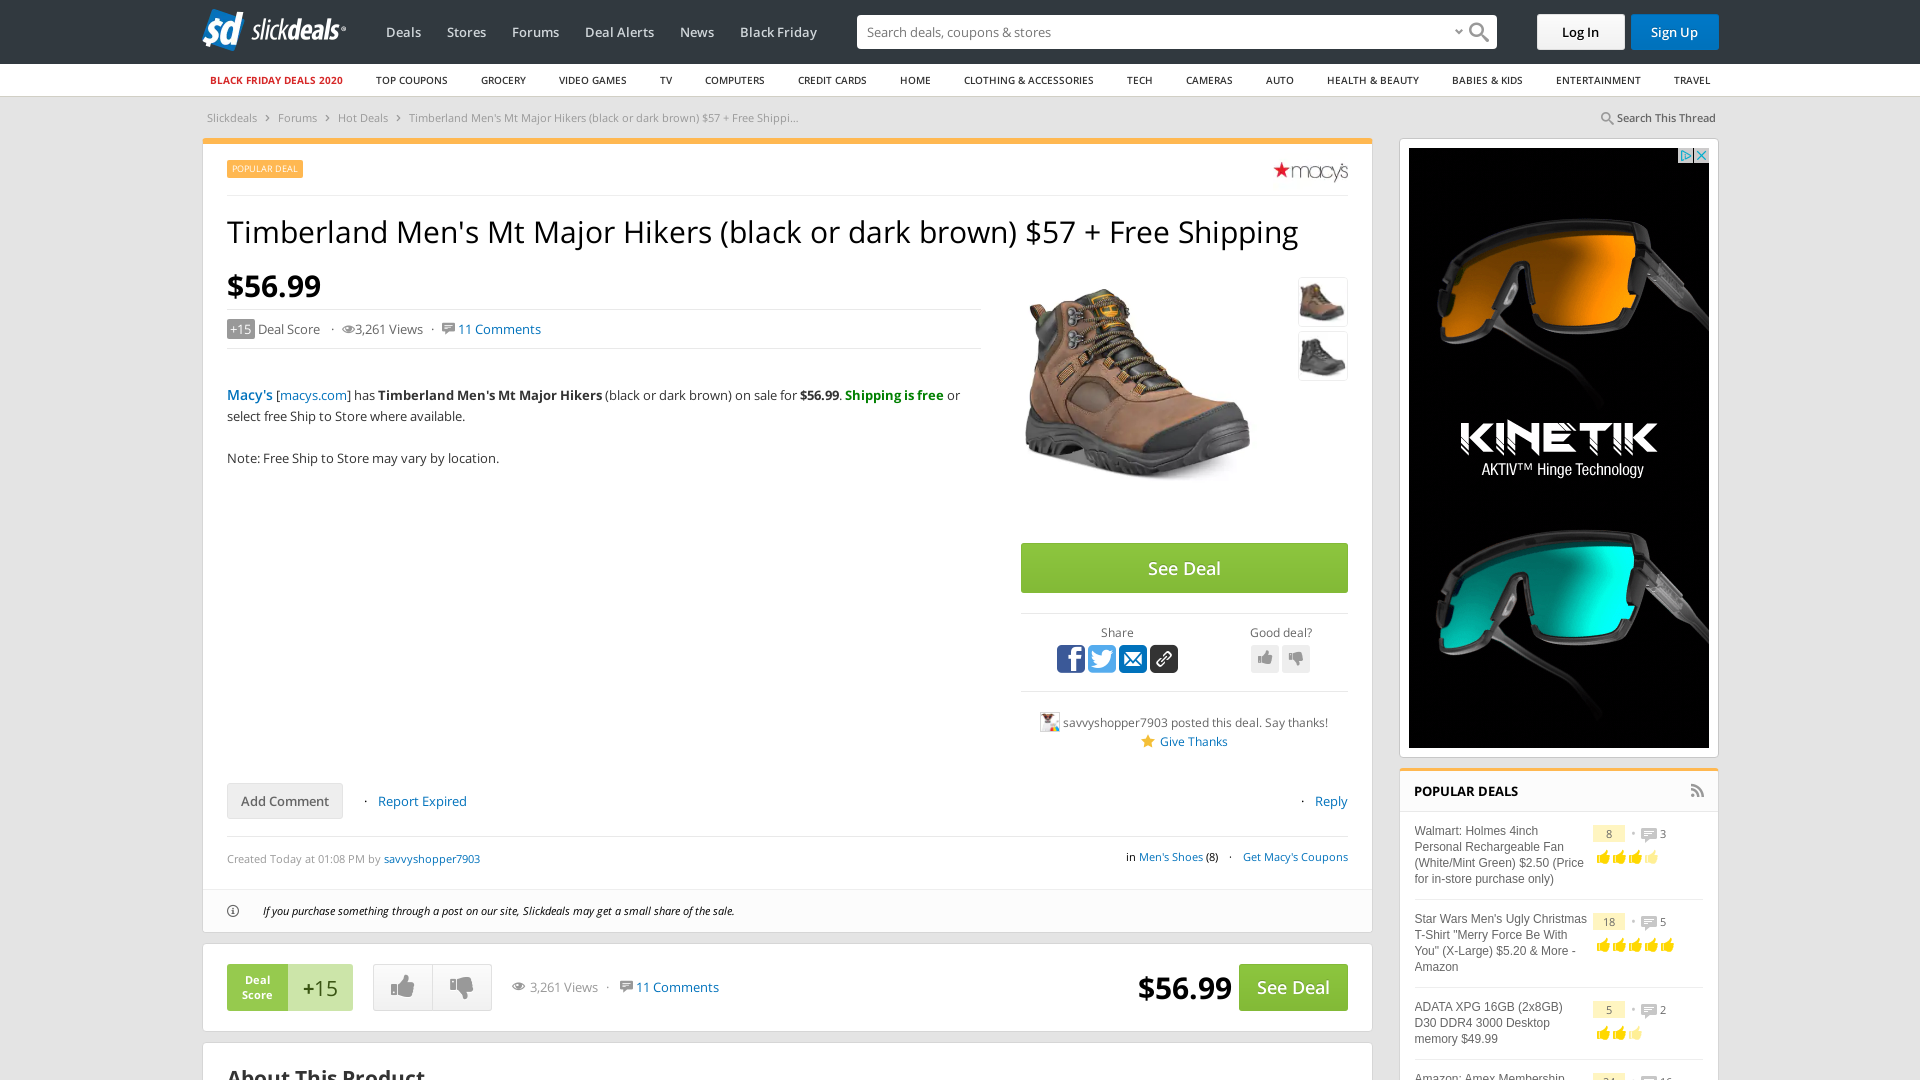 sd slickdeals®
Deals
Stores
Forums
Deal Alerts
News
Black Friday
Search deals, coupons & stores
Log In
Sign Up
BLACK FRIDAY DEALS 2020
TOP COUPONS
GROCERY
VIDEO GAMES
TV
COMPUTERS
CREDIT CARDS
HOME
CLOTHING & ACCESSORIES
TECH
CAMERAS
AUTO
HEALTH & BEAUTY
BABIES & KIDS
ENTERTAINMENT
TRAVEL
Slickdeals › Forums › Hot Deals › Timberland Men's Mt Major Hikers (black or dark brown) $57 + Free Shippi...
Search This Thread
POPULAR DEAL
macy's
Timberland Men's Mt Major Hikers (black or dark brown) $57 + Free Shipping
$56.99
+15 Deal Score · 3,261 Views · 11 Comments
Macy's [macys.com] has Timberland Men's Mt Major Hikers (black or dark brown) on sale for $56.99. Shipping is free or
select free Ship to Store where available.
Note: Free Ship to Store may vary by location.
See Deal
Share
Good deal?
savvyshopper7903 posted this deal. Say thanks!
Give Thanks
Add Comment · Report Expired
· Reply
Created Today at 01:08 PM by savvyshopper7903
in Men's Shoes (8) · Get Macy's Coupons
If you purchase something through a post on our site, Slickdeals may get a small share of the sale.
Deal
Score
+15
3,261 Views · 11 Comments
$56.99
See Deal
About This Product
KINETIK
AKTIV™ Hinge Technology
POPULAR DEALS
Walmart: Holmes 4inch
Personal Rechargeable Fan
(White/Mint Green) $2.50 (Price
for in-store purchase only)
8 • 3
Star Wars Men's Ugly Christmas
T-Shirt "Merry Force Be With
You" (X-Large) $5.20 & More -
Amazon
18 • 5
ADATA XPG 16GB (2x8GB)
D30 DDR4 3000 Desktop
memory $49.99
5 • 2
Amazon: Amex Membership